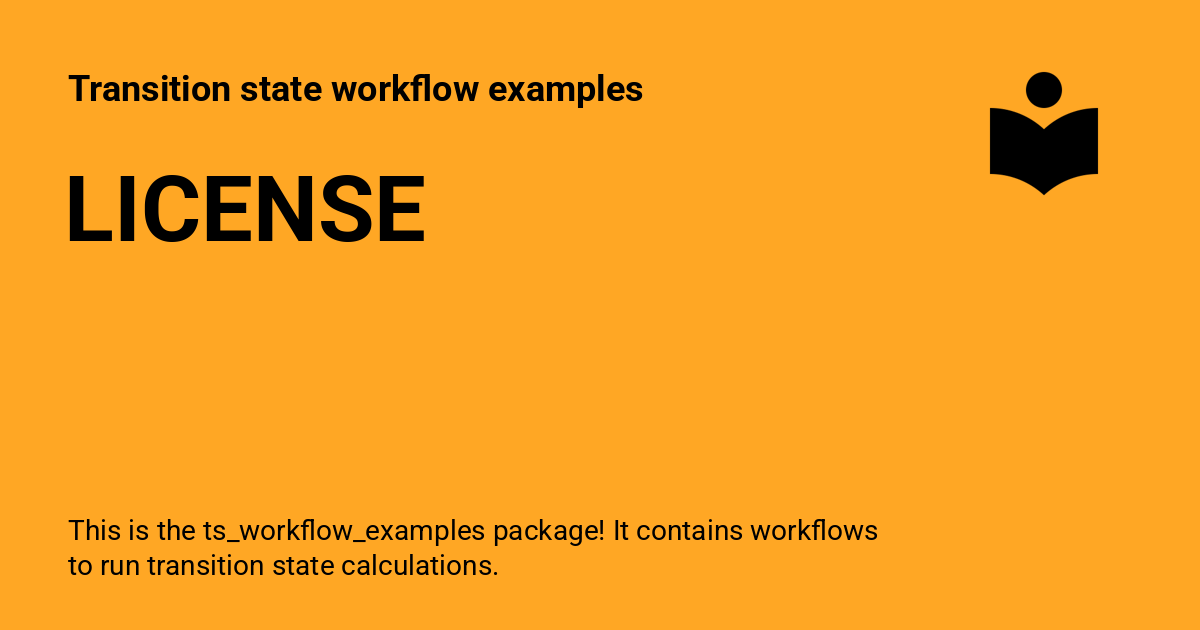 Transition state workflow examples
LICENSE
This is the ts_workflow_examples package! It contains workflows
to run transition state calculations.